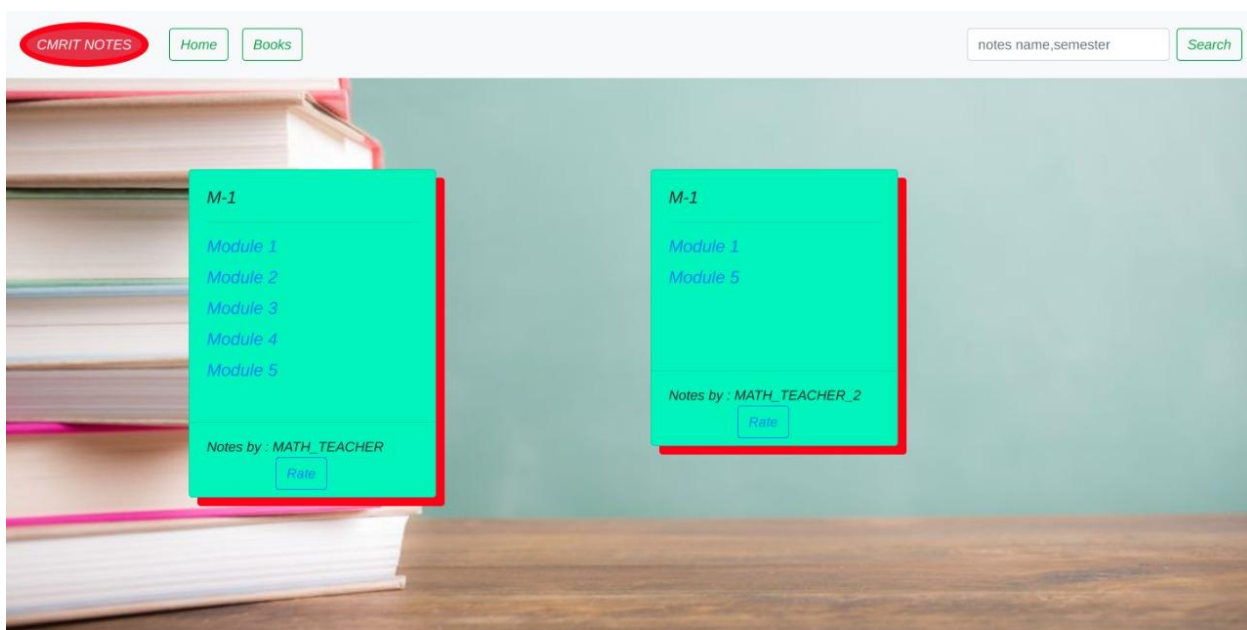 CMRIT NOTES Home Books notes name,semester Search
M-1
Module 1
Module 2
Module 3
Module 4
Module 5
Notes by : MATH_TEACHER
Rate
M-1
Module 1
Module 5
Notes by : MATH_TEACHER_2
Rate